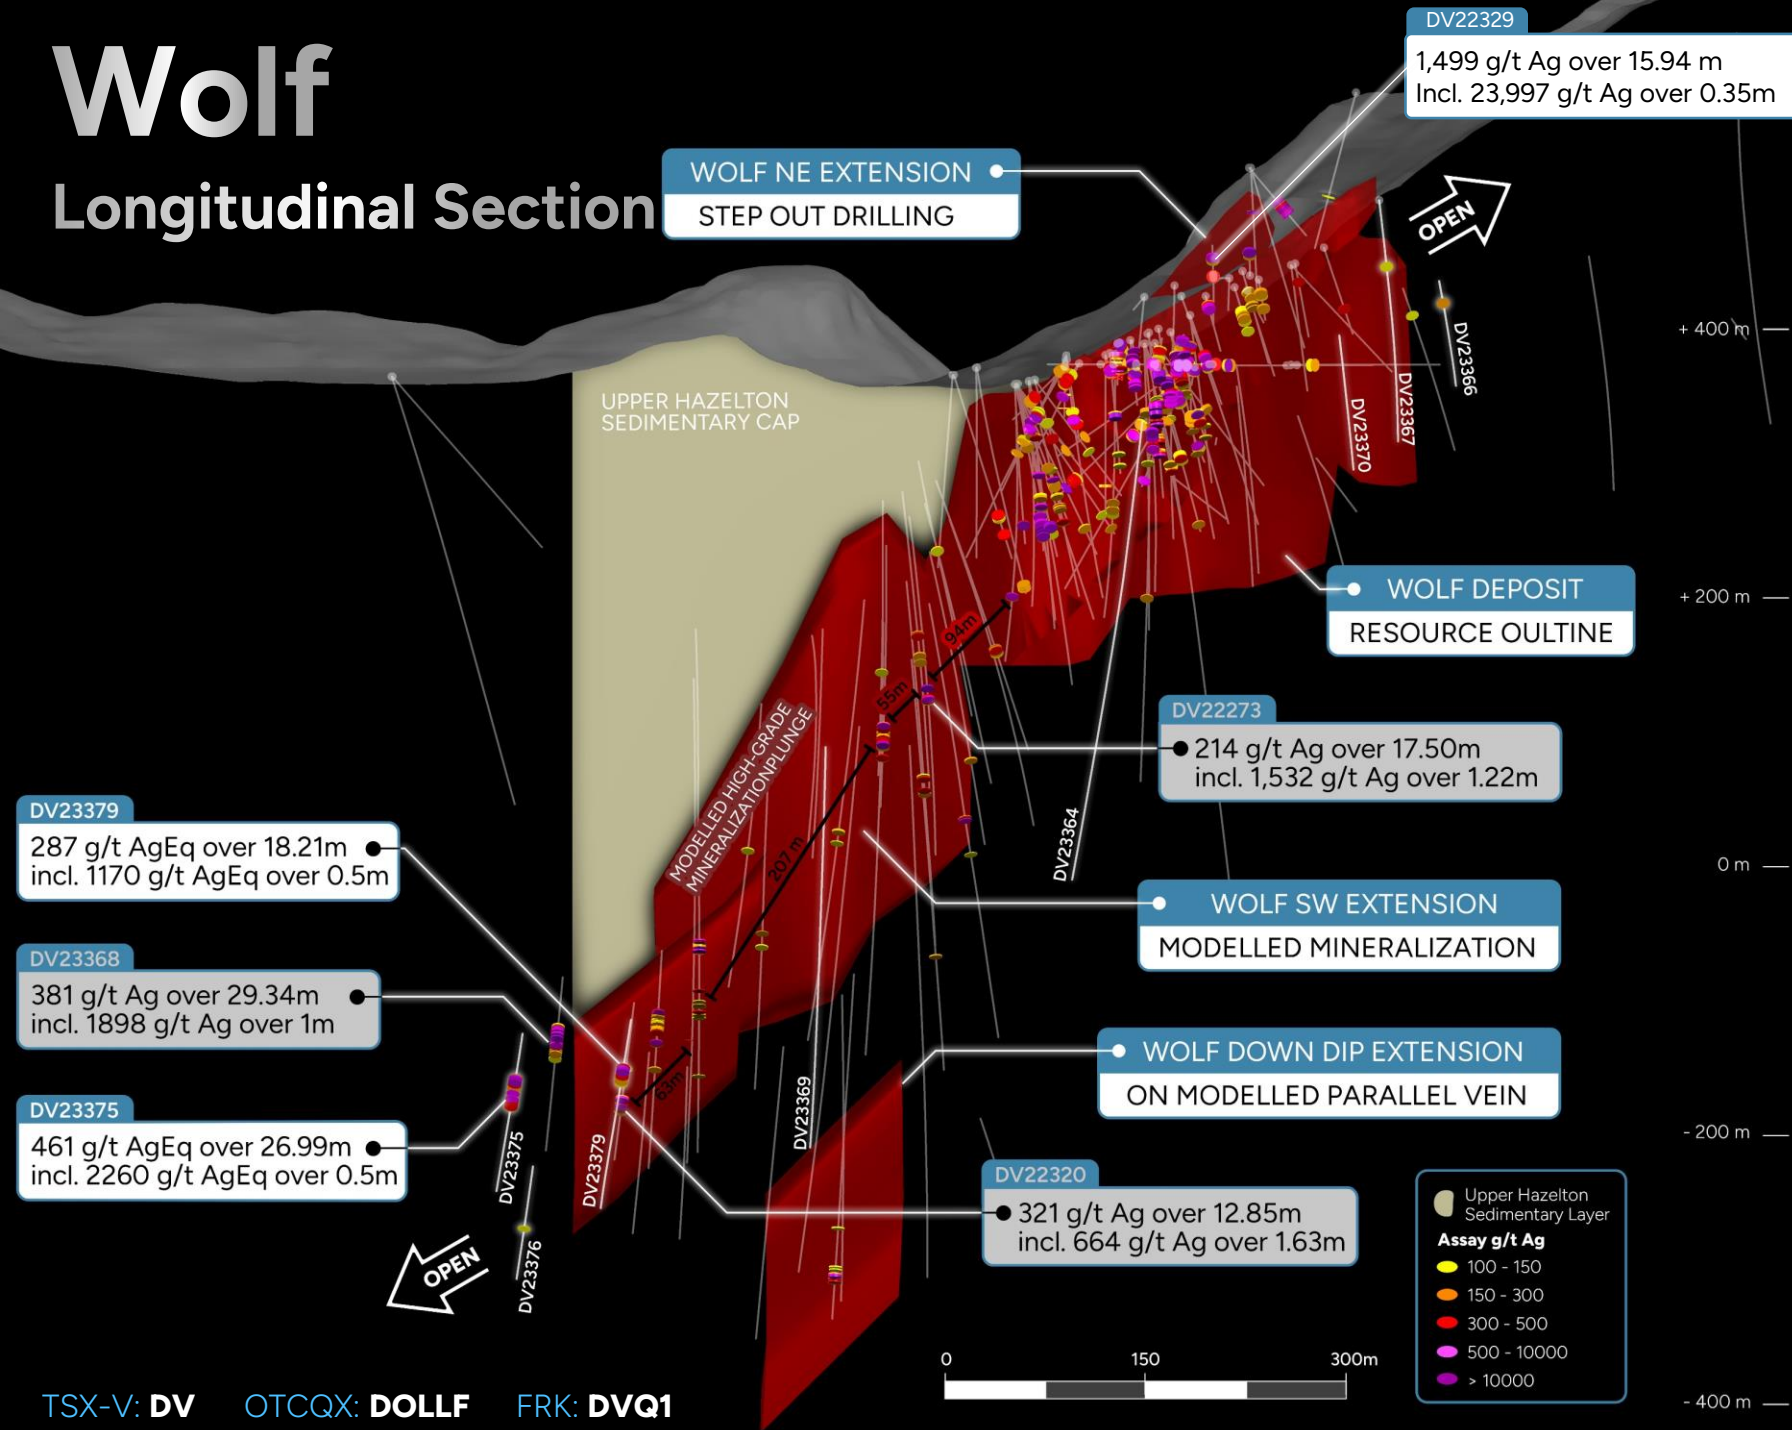 Wolf
Longitudinal Section
DV22329
1,499 g/t Ag over 15.94 m
Incl. 23,997 g/t Ag over 0.35m
WOLF NE EXTENSION
STEP OUT DRILLING
OPEN
+ 400 m
DV23366
DV23367
DV23370
UPPER HAZELTON
SEDIMENTARY CAP
WOLF DEPOSIT
RESOURCE OULTINE
+ 200 m
94m
55m
DV22273
214 g/t Ag over 17.50m
incl. 1,532 g/t Ag over 1.22m
MODELLED HIGH-GRADE
MINERALIZATIONPLUNGE
207 m
DV23364
0 m
DV23379
287 g/t AgEq over 18.21m
incl. 1170 g/t AgEq over 0.5m
WOLF SW EXTENSION
MODELLED MINERALIZATION
DV23368
381 g/t Ag over 29.34m
incl. 1898 g/t Ag over 1m
WOLF DOWN DIP EXTENSION
ON MODELLED PARALLEL VEIN
63m
DV23369
DV23375
461 g/t AgEq over 26.99m
incl. 2260 g/t AgEq over 0.5m
DV23375
DV23379
- 200 m
DV22320
321 g/t Ag over 12.85m
incl. 664 g/t Ag over 1.63m
DV23376
OPEN
Upper Hazelton
Sedimentary Layer
Assay g/t Ag
100 - 150
150 - 300
300 - 500
500 - 10000
> 10000
0 150 300m
- 400 m
TSX-V: DV OTCQX: DOLLF FRK: DVQ1